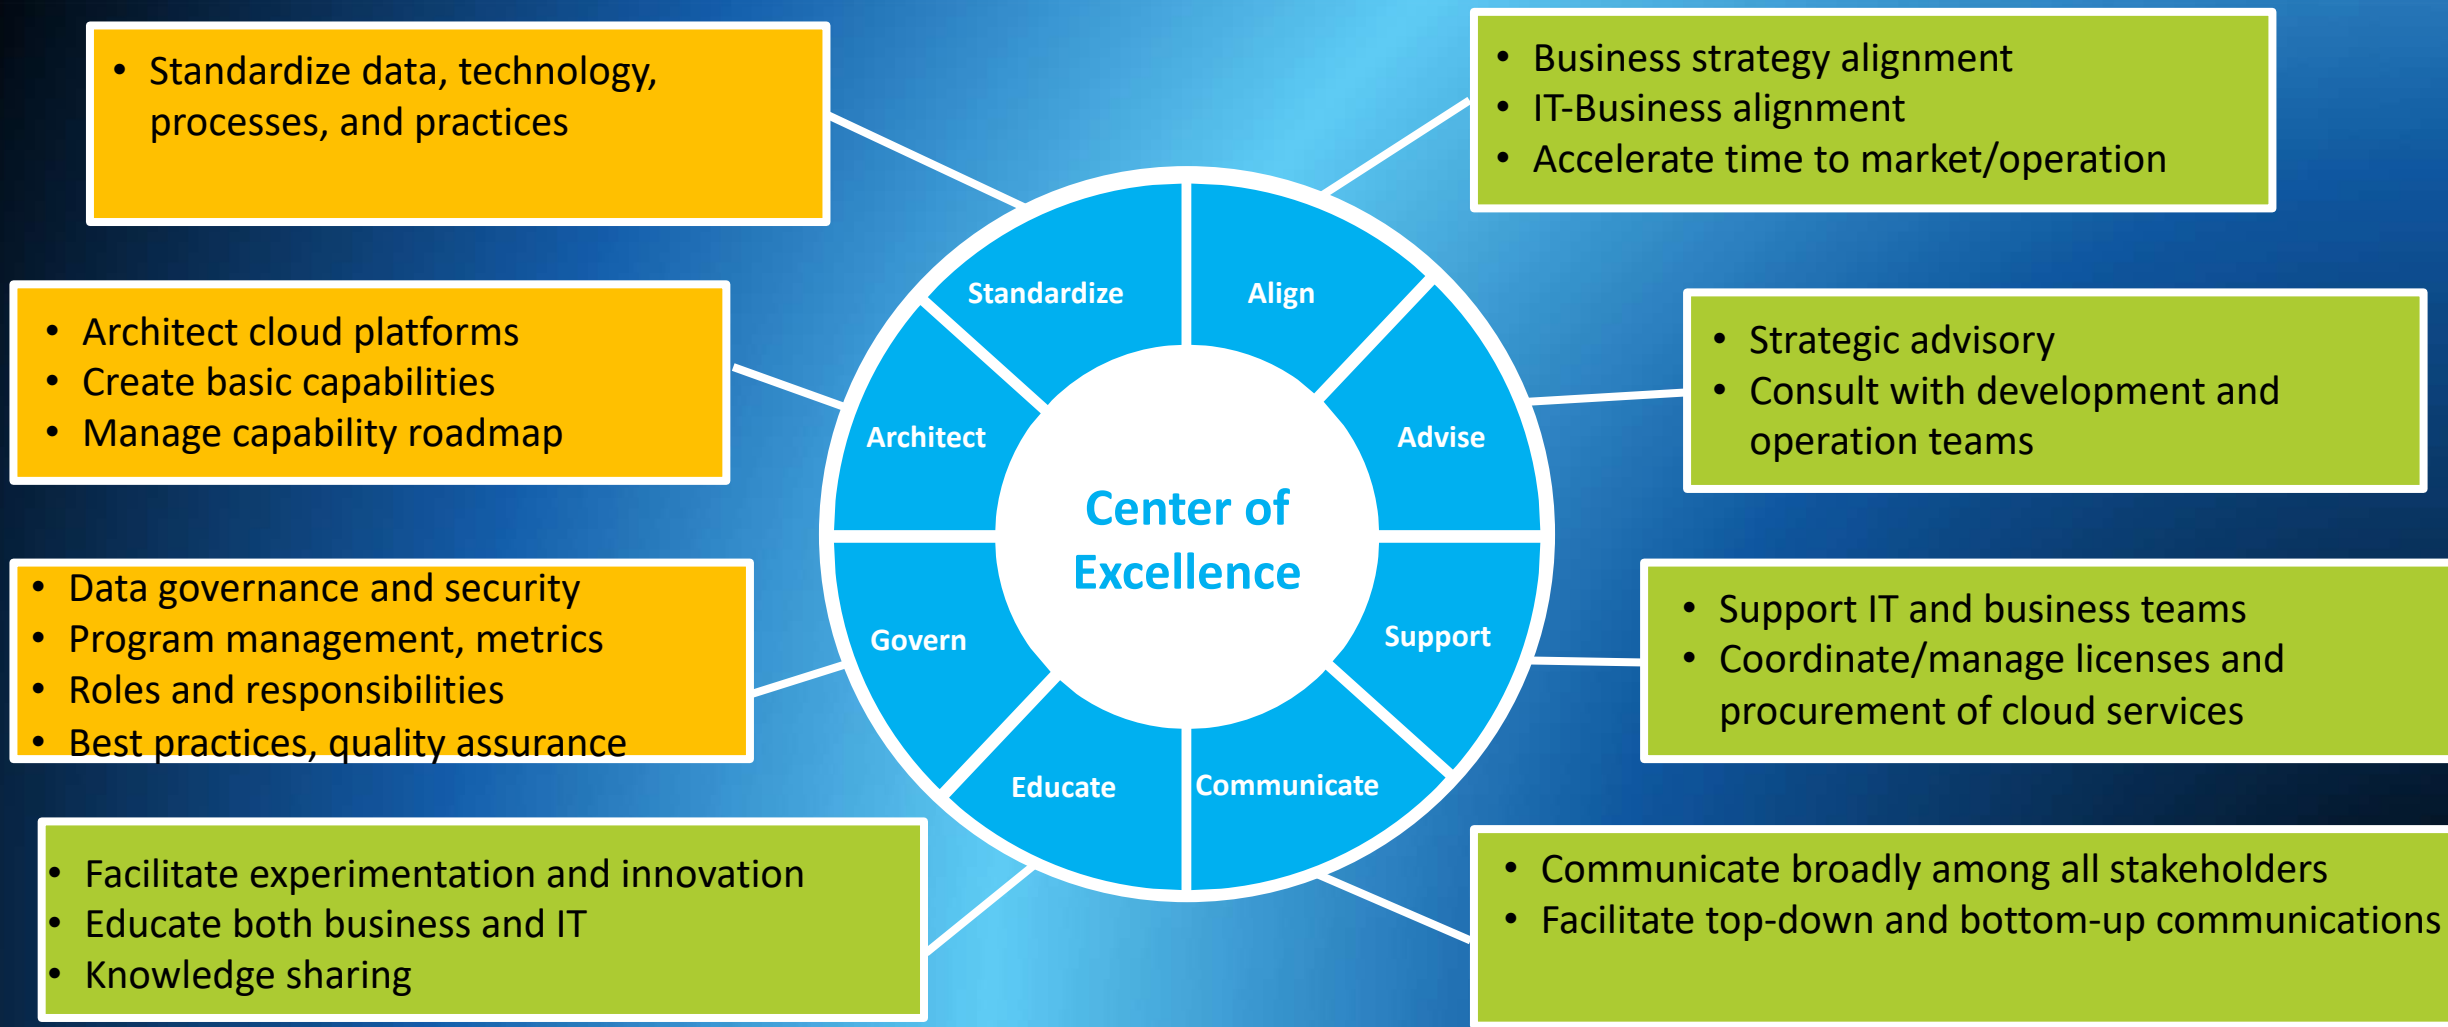 • Standardize data, technology,
processes, and practices
• Business strategy alignment
• IT-Business alignment
• Accelerate time to market/operation
Standardize
Align
• Architect cloud platforms
• Create basic capabilities
• Manage capability roadmap
• Strategic advisory
• Consult with development and
operation teams
Architect
Advise
Center of
Excellence
• Data governance and security
• Program management, metrics
• Roles and responsibilities
• Best practices, quality assurance
Govern
Support
• Support IT and business teams
• Coordinate/manage licenses and
procurement of cloud services
Educate
Communicate
• Facilitate experimentation and innovation
• Educate both business and IT
• Knowledge sharing
• Communicate broadly among all stakeholders
• Facilitate top-down and bottom-up communications